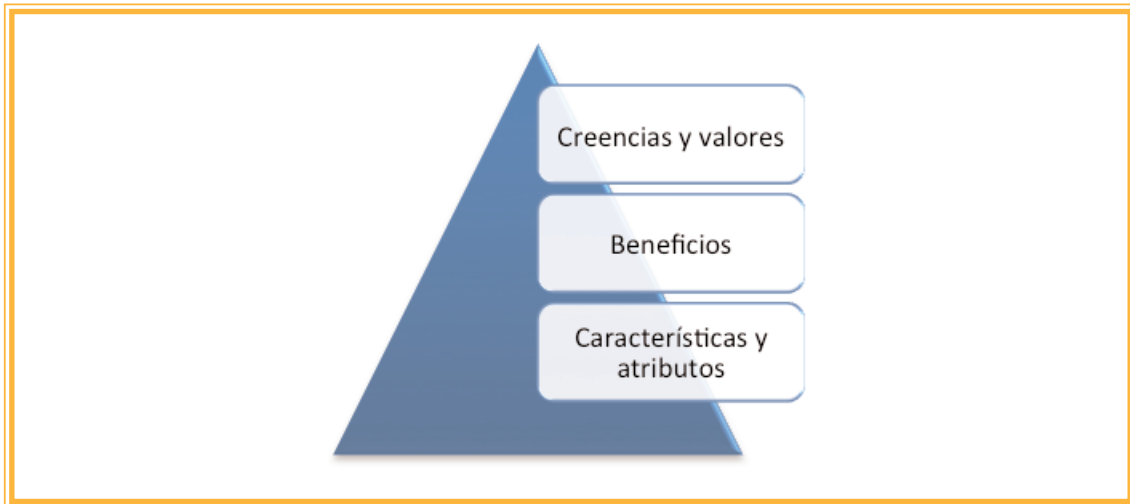 Creencias y valores
Beneficios
Características y
atributos